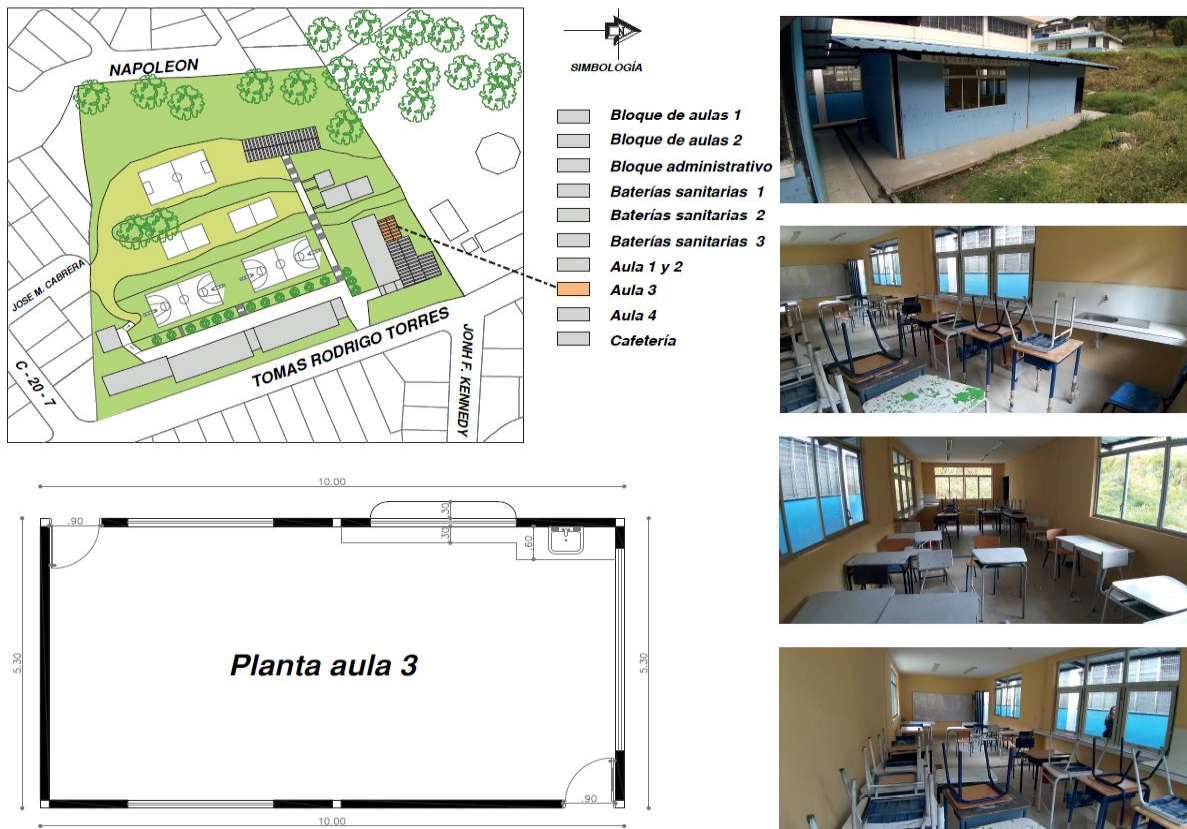 NAPOLEON
JOSE M. CABRERA
C - 20 - 7
TOMAS RODRIGO TORRES
JONH F. KENNEDY
N
SIMBOLOGÍA
Bloque de aulas 1
Bloque de aulas 2
Bloque administrativo
Baterías sanitarias 1
Baterías sanitarias 2
Baterías sanitarias 3
Aula 1 y 2
Aula 3
Aula 4
Cafetería
10.00
.90
.30
.30
.60
5.30
Planta aula 3
5.30
.90
10.00